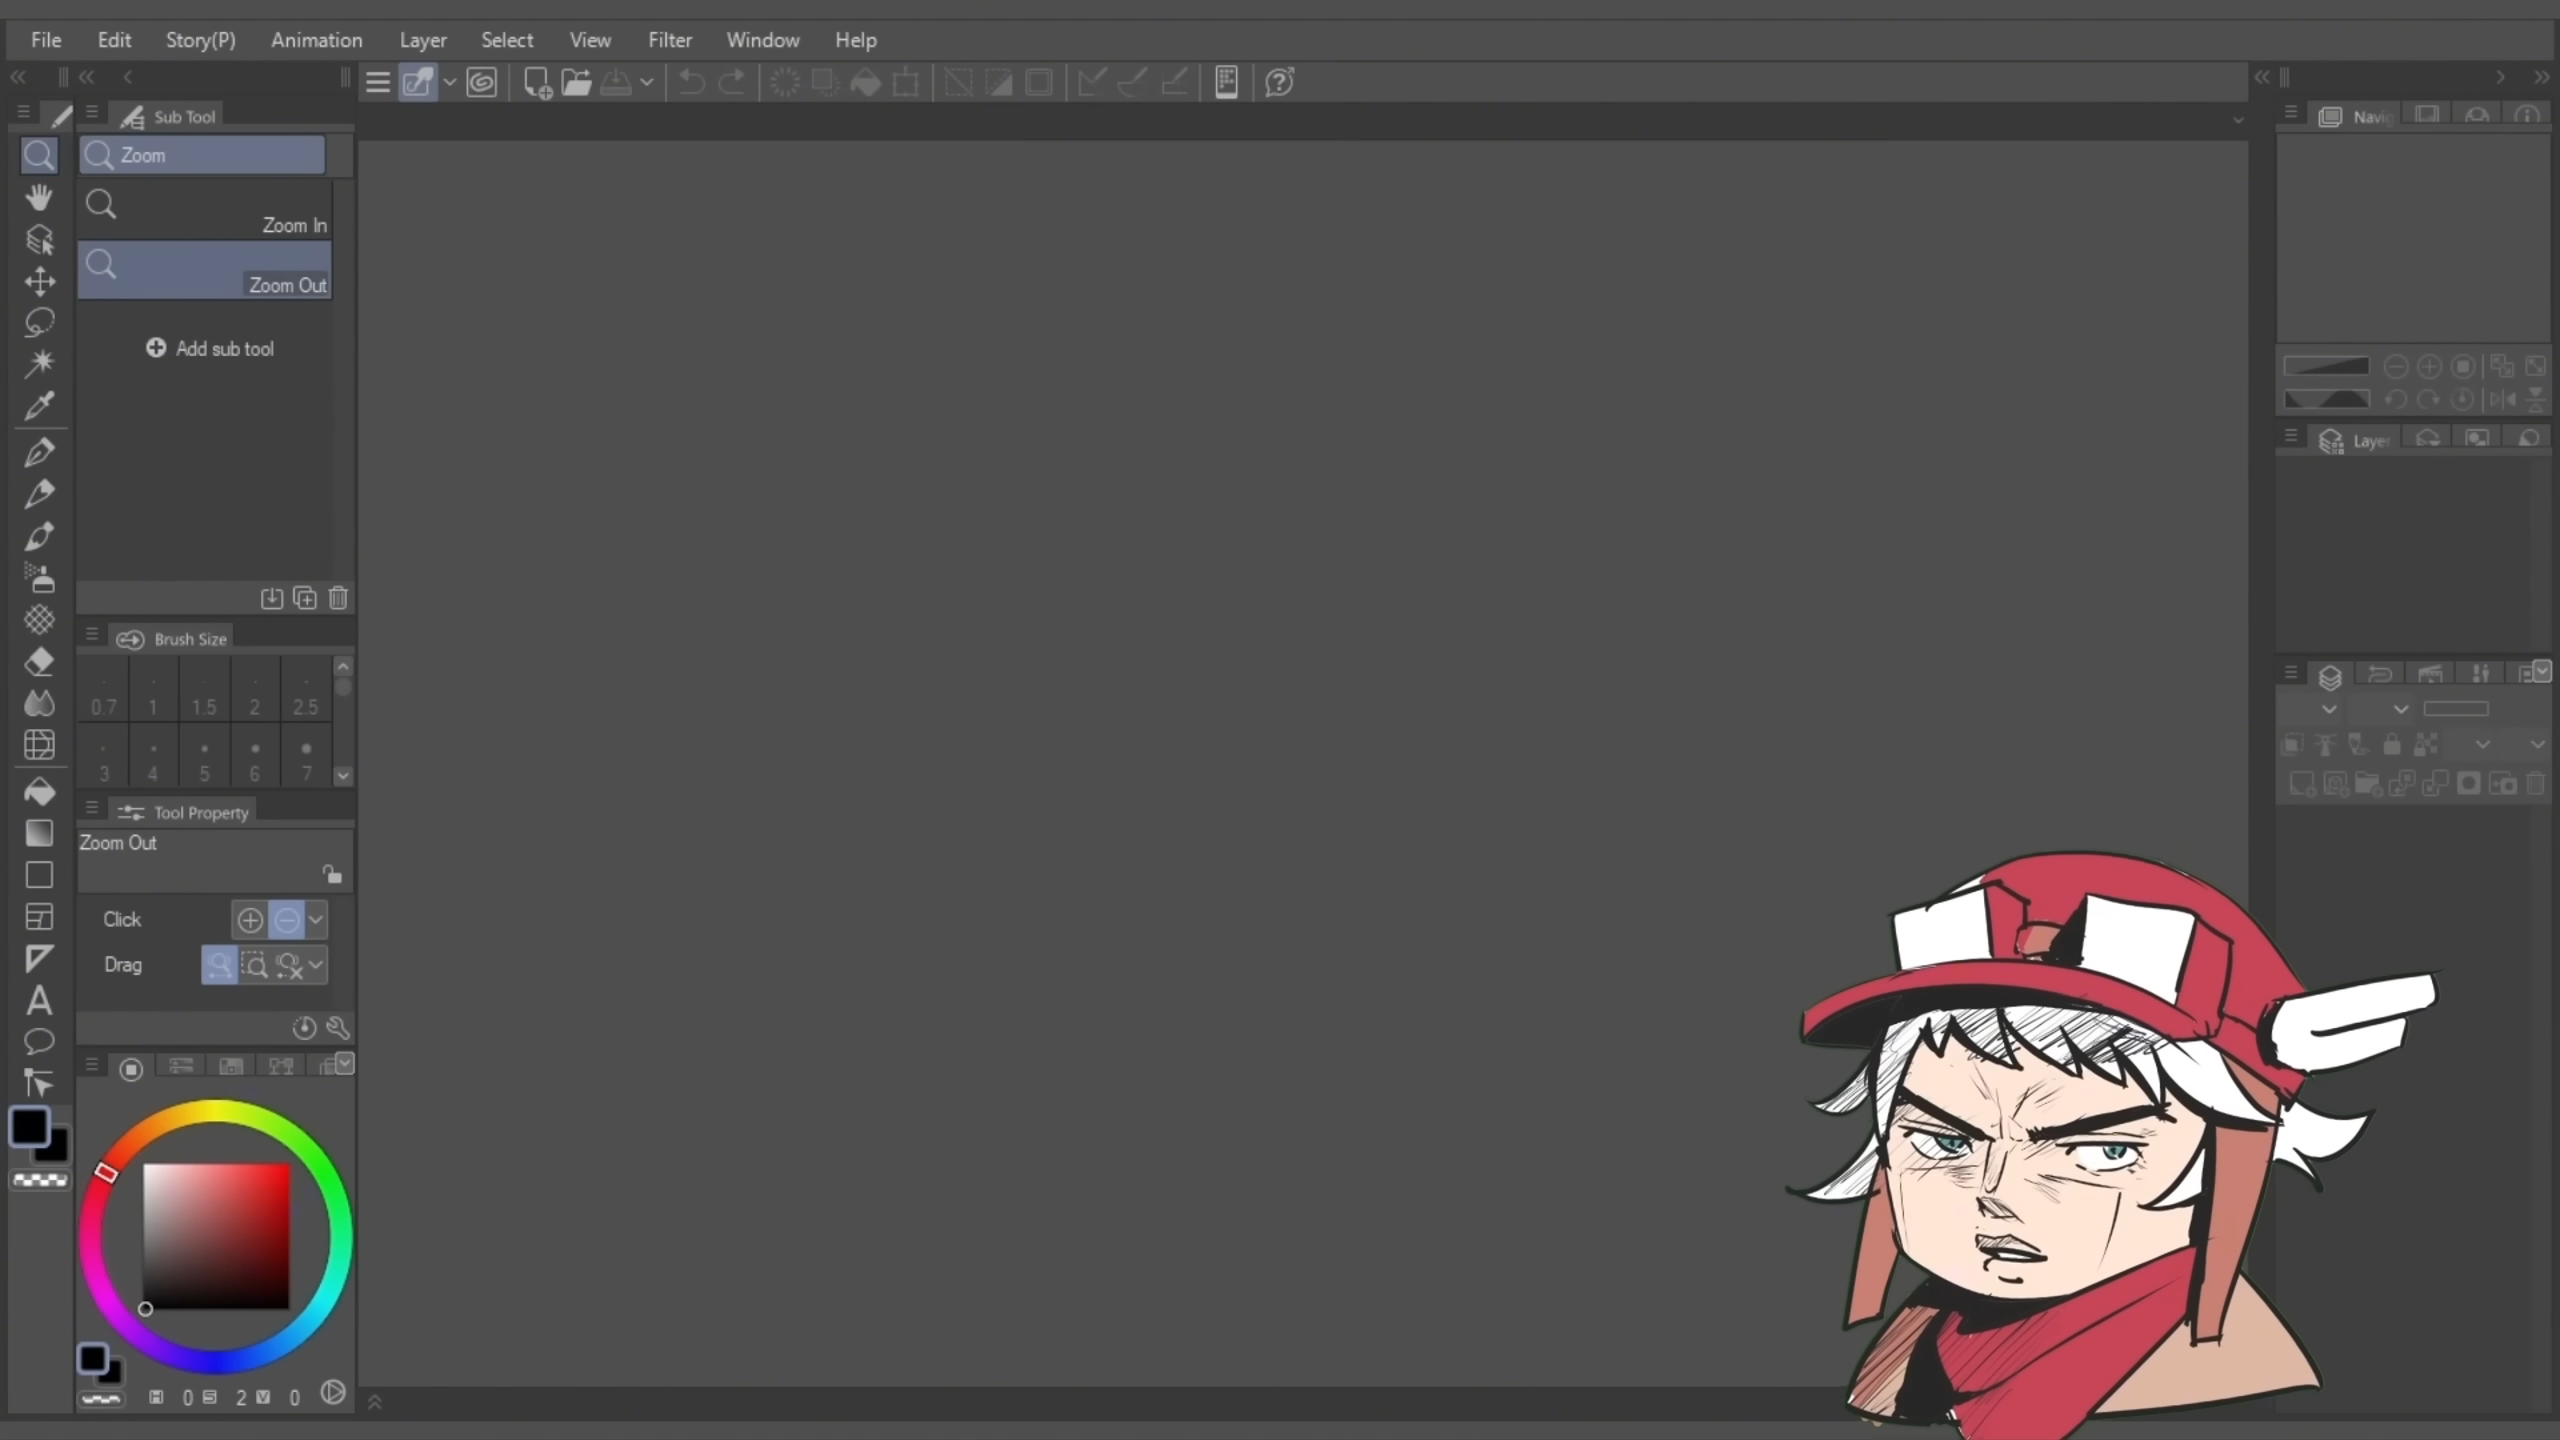 File Edit Story(P) Animation Layer Select View Filter Window Help
Sub Tool
Zoom
Zoom In
Zoom Out
Add sub tool
Brush Size
0.7 1 1.5 2 2.5
3 4 5 6 7
Tool Property
Zoom Out
Click
Drag
H 0 S 2 V 0
Navig
Layer